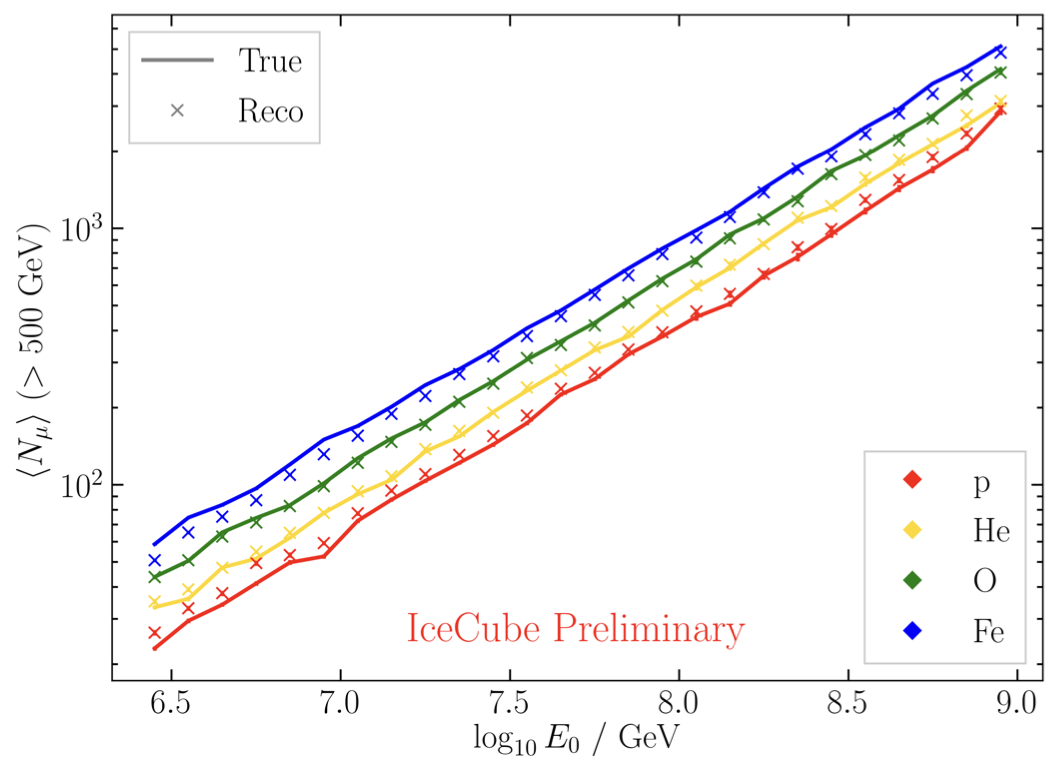 True
Reco
10³
10²
⟨N_μ⟩ (> 500 GeV)
p
He
O
Fe
IceCube Preliminary
6.5 7.0 7.5 8.0 8.5 9.0
log₁₀ E₀ / GeV